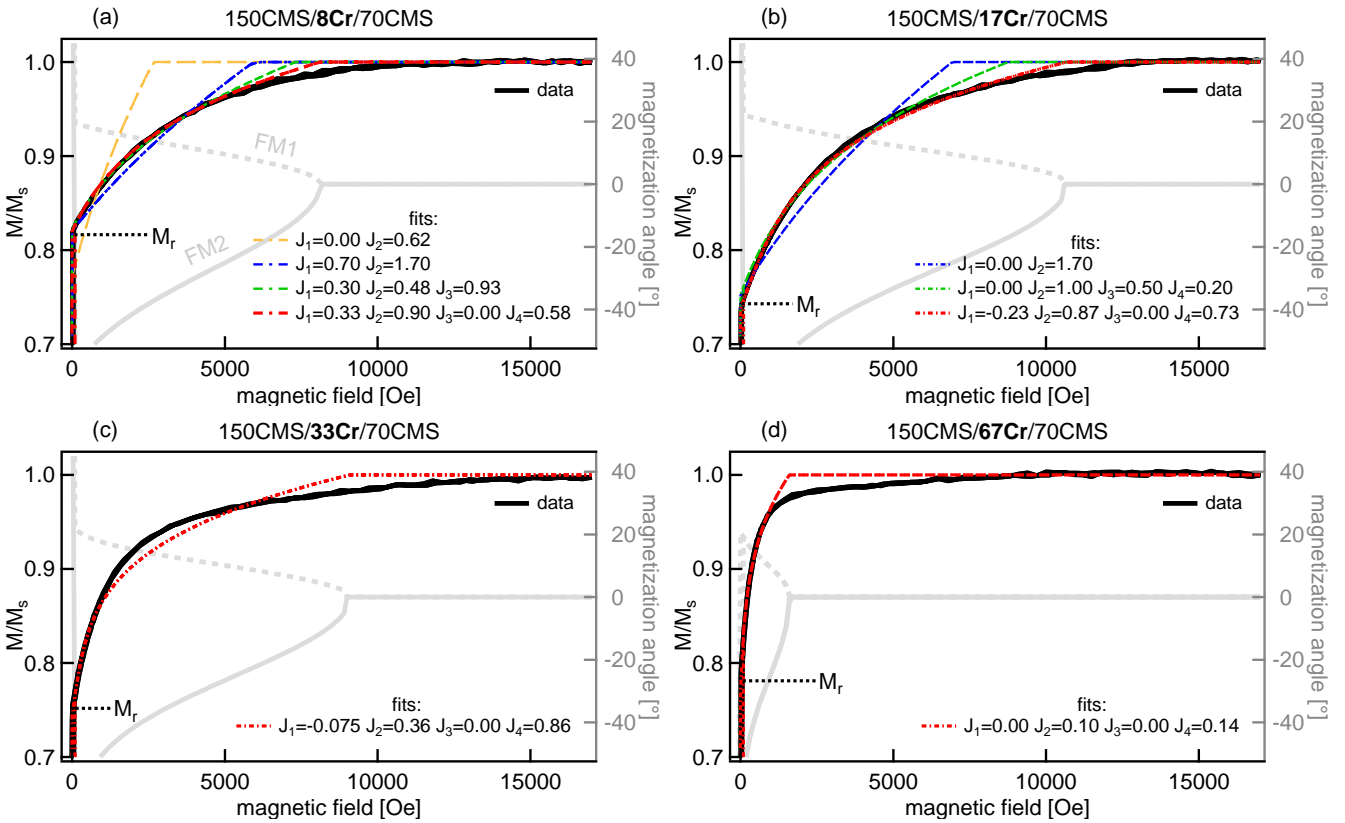 (a) 150CMS/8Cr/70CMS
1.0
0.9
0.8
0.7
M/Mₛ
40
20
0
-20
-40
magnetization angle [°]
data
FM1
FM2
Mᵣ
fits:
J₁=0.00 J₂=0.62
J₁=0.70 J₂=1.70
J₁=0.30 J₂=0.48 J₃=0.93
J₁=0.33 J₂=0.90 J₃=0.00 J₄=0.58
0 5000 10000 15000
magnetic field [Oe]
(b) 150CMS/17Cr/70CMS
1.0
0.9
0.8
0.7
M/Mₛ
40
20
0
-20
-40
magnetization angle [°]
data
Mᵣ
fits:
J₁=0.00 J₂=1.70
J₁=0.00 J₂=1.00 J₃=0.50 J₄=0.20
J₁=-0.23 J₂=0.87 J₃=0.00 J₄=0.73
0 5000 10000 15000
magnetic field [Oe]
(c) 150CMS/33Cr/70CMS
1.0
0.9
0.8
0.7
M/Mₛ
40
20
0
-20
-40
magnetization angle [°]
data
Mᵣ
fits:
J₁=-0.075 J₂=0.36 J₃=0.00 J₄=0.86
0 5000 10000 15000
magnetic field [Oe]
(d) 150CMS/67Cr/70CMS
1.0
0.9
0.8
0.7
M/Mₛ
40
20
0
-20
-40
magnetization angle [°]
data
Mᵣ
fits:
J₁=0.00 J₂=0.10 J₃=0.00 J₄=0.14
0 5000 10000 15000
magnetic field [Oe]